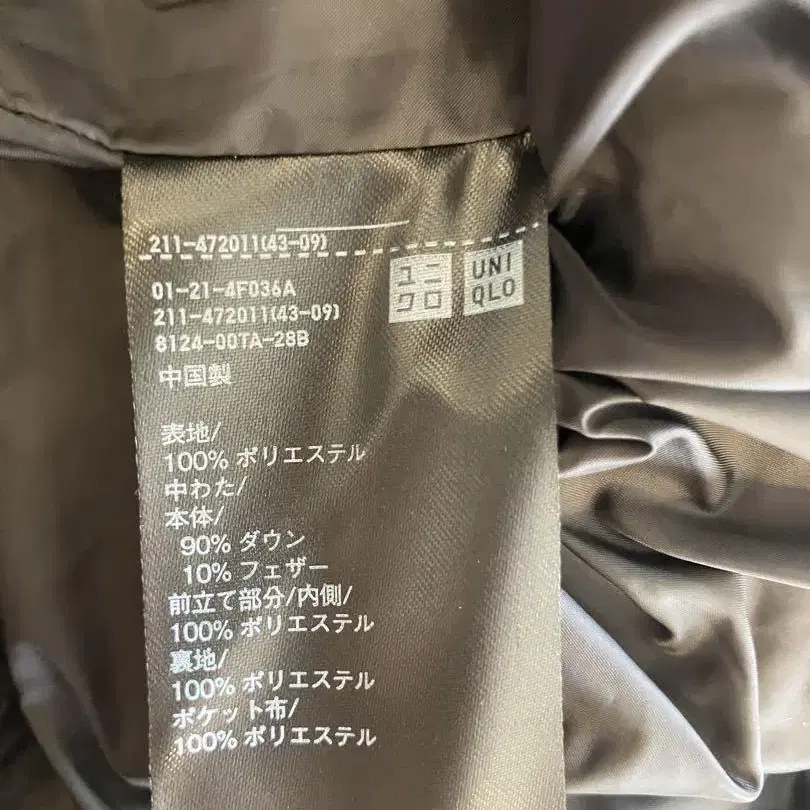 211-472011(43-09)
01-21-4F036A
211-472011(43-09)
8124-00TA-28B
中国製
ユニ
クロ
UNI
QLO
表地/
100% ポリエステル
中わた/
本体/
90% ダウン
10% フェザー
前立て部分/内側/
100% ポリエステル
裏地/
100% ポリエステル
ポケット布/
100% ポリエステル